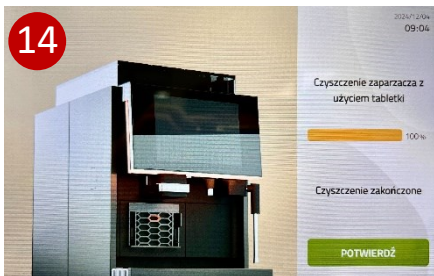 14
2024/12/04
09:04
Czyszczenie zaparzacza z
użyciem tabletki
100 %
Czyszczenie zakończone
POTWIERDŹ